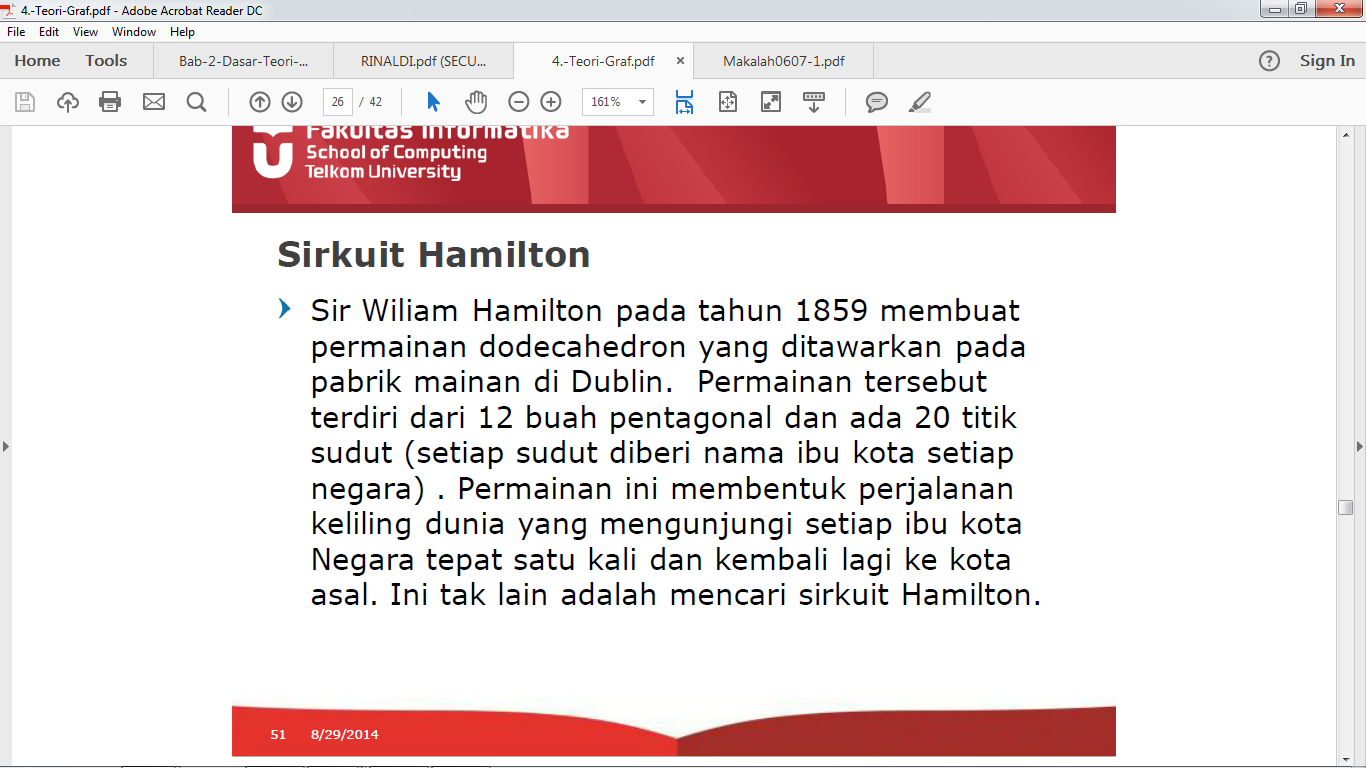 4.-Teori-Graf.pdf - Adobe Acrobat Reader DC
File Edit View Window Help
Home Tools Bab-2-Dasar-Teori-... RINALDI.pdf (SECU... 4.-Teori-Graf.pdf × Makalah0607-1.pdf ? Sign In
26 / 42 161%
Fakultas Informatika
School of Computing
Telkom University
Sirkuit Hamilton
Sir Wiliam Hamilton pada tahun 1859 membuat
permainan dodecahedron yang ditawarkan pada
pabrik mainan di Dublin. Permainan tersebut
terdiri dari 12 buah pentagonal dan ada 20 titik
sudut (setiap sudut diberi nama ibu kota setiap
negara) . Permainan ini membentuk perjalanan
keliling dunia yang mengunjungi setiap ibu kota
Negara tepat satu kali dan kembali lagi ke kota
asal. Ini tak lain adalah mencari sirkuit Hamilton.
51 8/29/2014